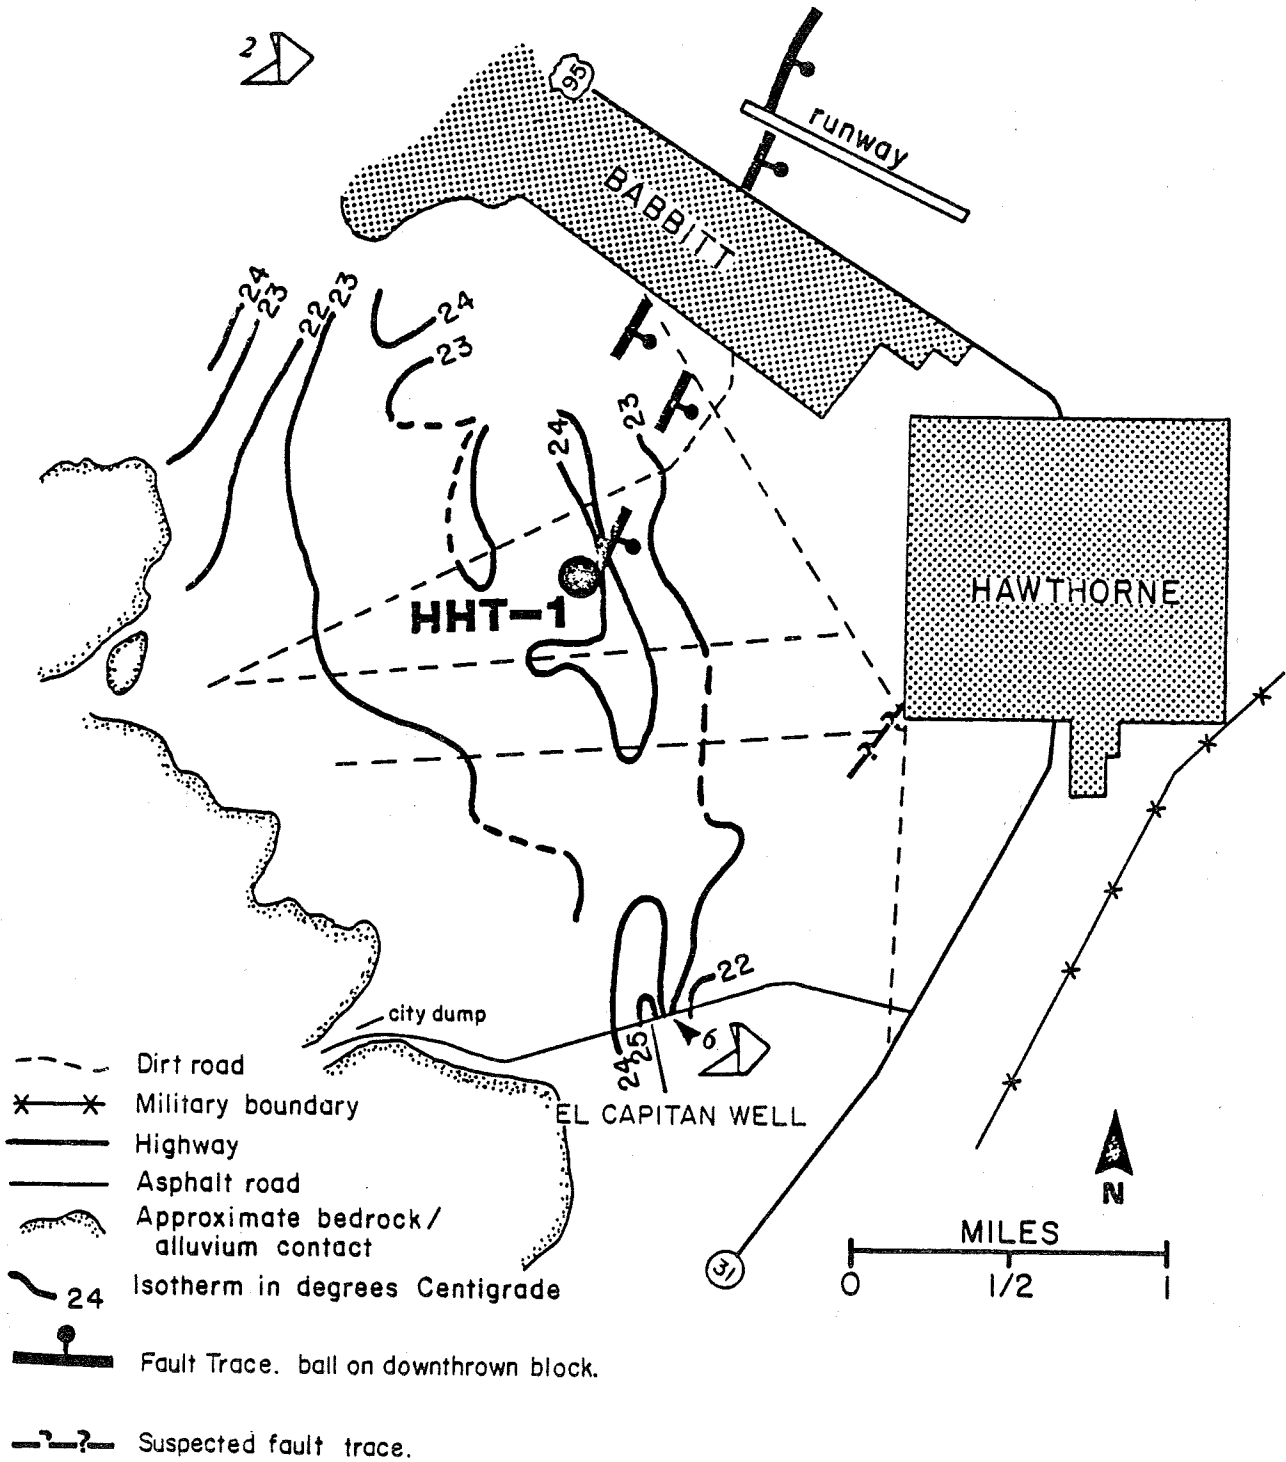 2
95
runway
BABBITT
24
23
22
23
24
23
24
23
HHT-1
HAWTHORNE
22
city dump
6
24
25
EL CAPITAN WELL
Dirt road
Military boundary
Highway
Asphalt road
Approximate bedrock/
alluvium contact
24
Isotherm in degrees Centigrade
Fault Trace. ball on downthrown block.
?
?
Suspected fault trace.
N
MILES
0
1/2
1
31